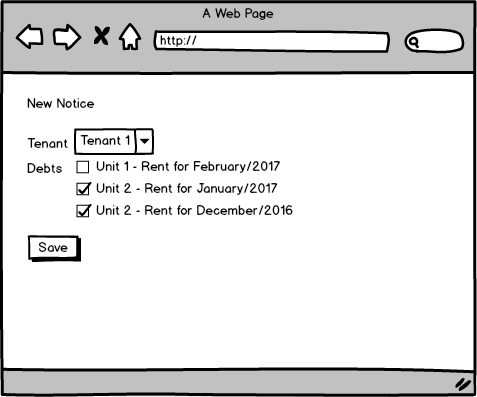 A Web Page
http://
New Notice
Tenant Tenant 1
Debts Unit 1 - Rent for February/2017
Unit 2 - Rent for January/2017
Unit 2 - Rent for December/2016
Save